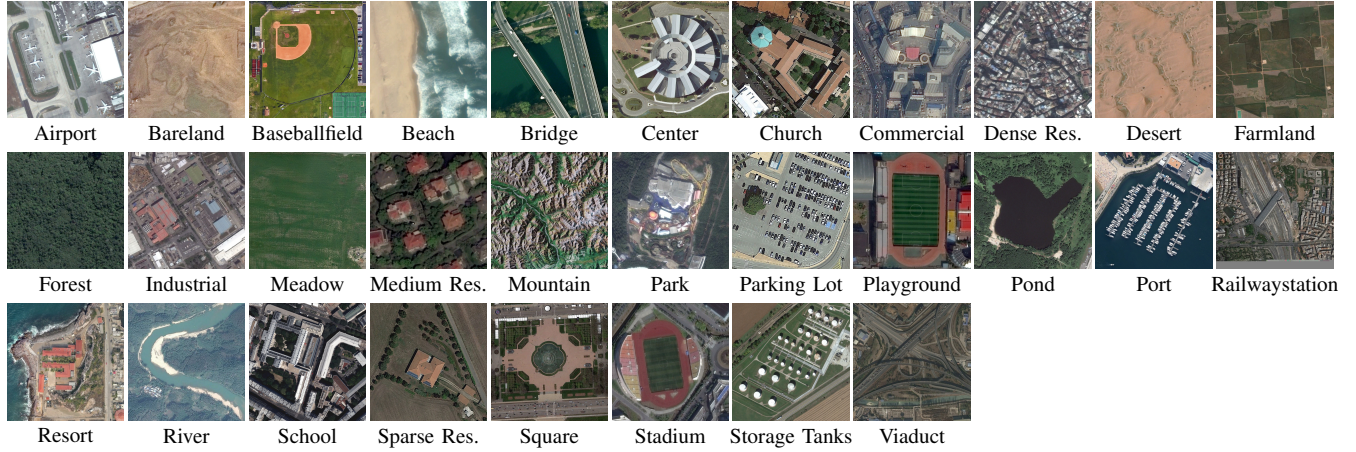 Airport Bareland Baseballfield Beach Bridge Center Church Commercial Dense Res. Desert Farmland
Forest Industrial Meadow Medium Res. Mountain Park Parking Lot Playground Pond Port Railwaystation
Resort River School Sparse Res. Square Stadium Storage Tanks Viaduct